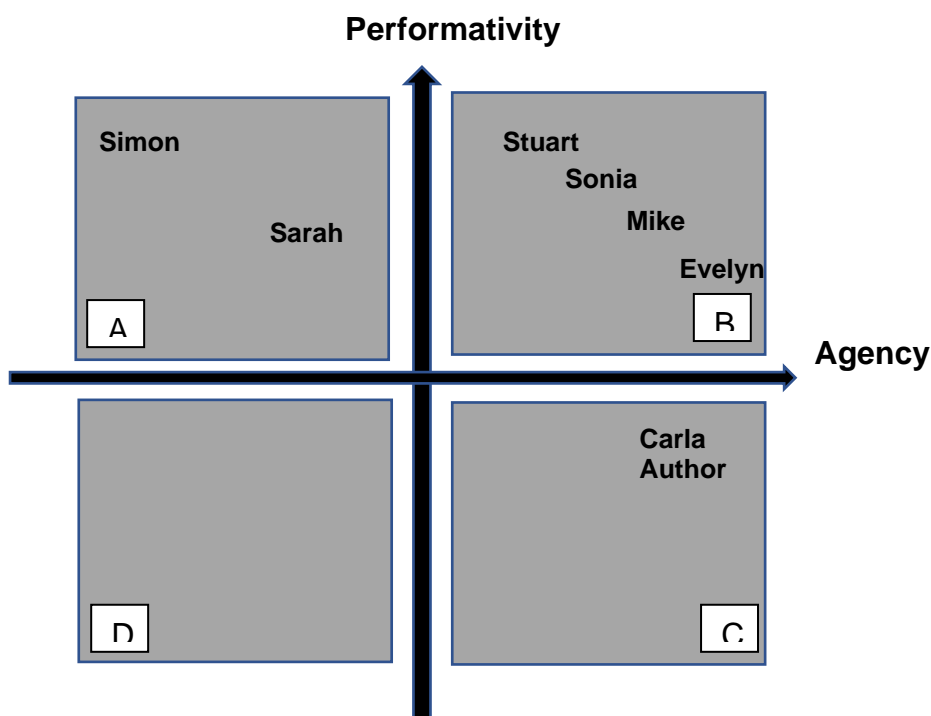 Performativity
Simon
Stuart
Sonia
Mike
Sarah
Evelyn
A
B
Agency
Carla
Author
D
C